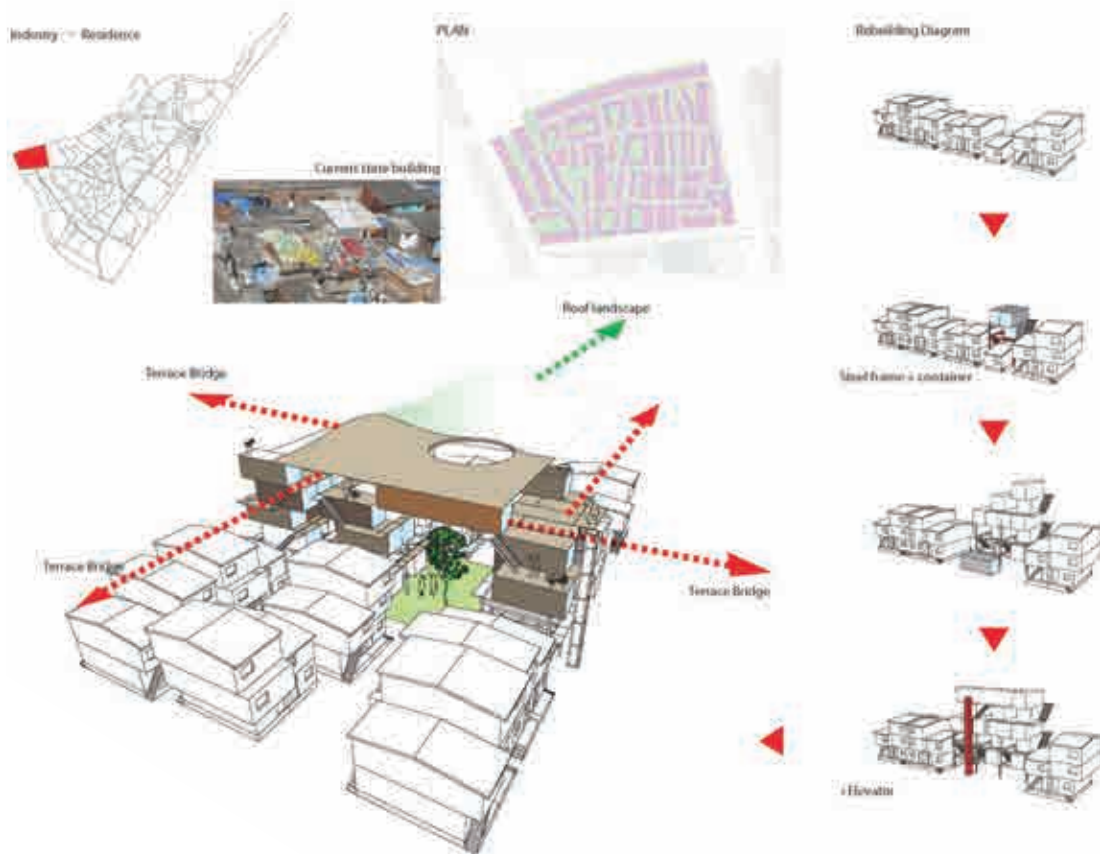 Industry → Residence
PLAN
Rebuilding Diagram
Current state building
Roof landscape
Terrace Bridge
Steel frame + container
Terrace Bridge
Terrace Bridge
+ Elevator